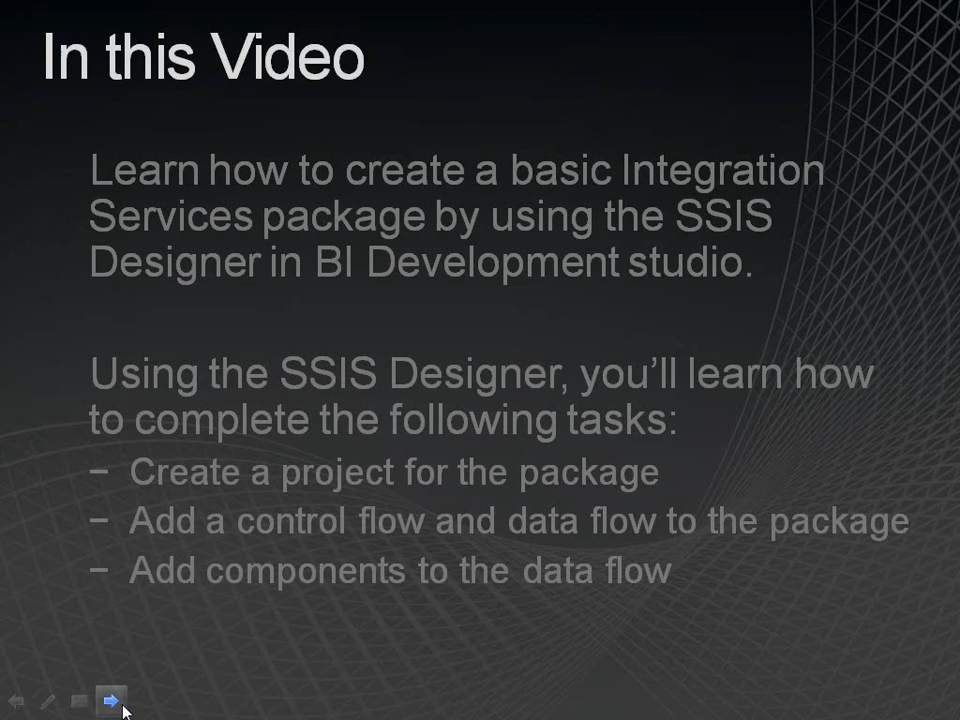 In this Video
Learn how to create a basic Integration
Services package by using the SSIS
Designer in BI Development studio.
Using the SSIS Designer, you'll learn how
to complete the following tasks:
− Create a project for the package
− Add a control flow and data flow to the package
− Add components to the data flow